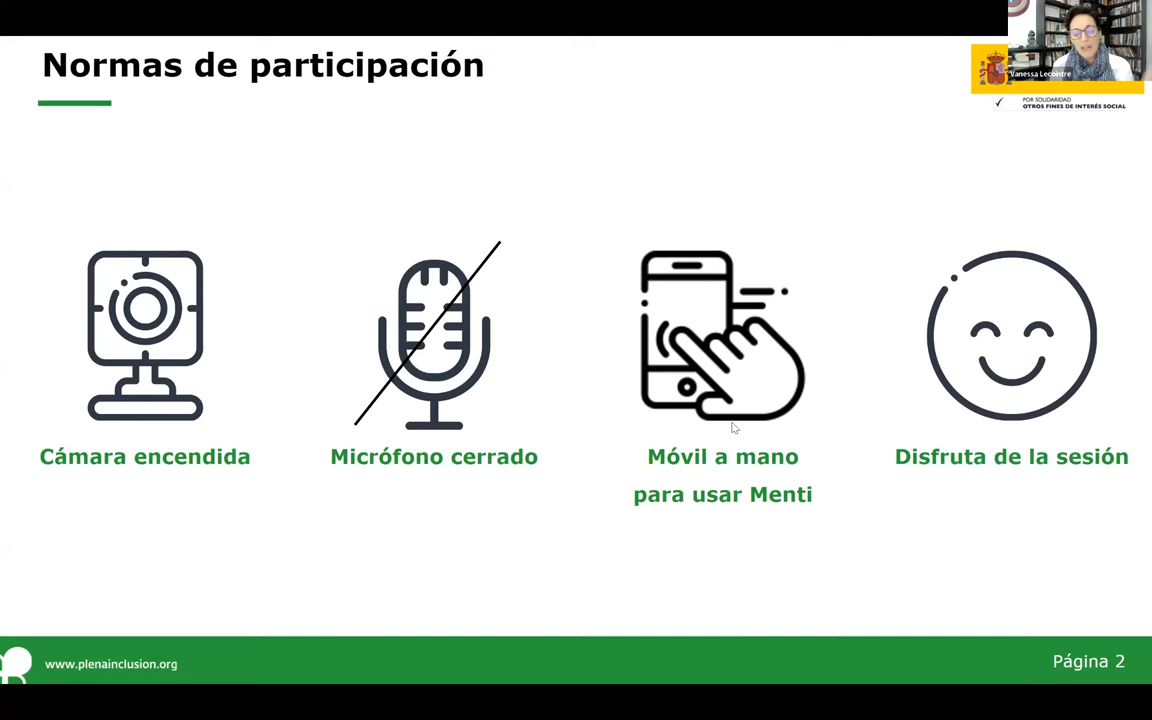 Normas de participación
Vanessa Lecointre
POR SOLIDARIDAD
OTROS FINES DE INTERÉS SOCIAL
Cámara encendida
Micrófono cerrado
Móvil a mano
para usar Menti
Disfruta de la sesión
www.plenainclusion.org
Página 2